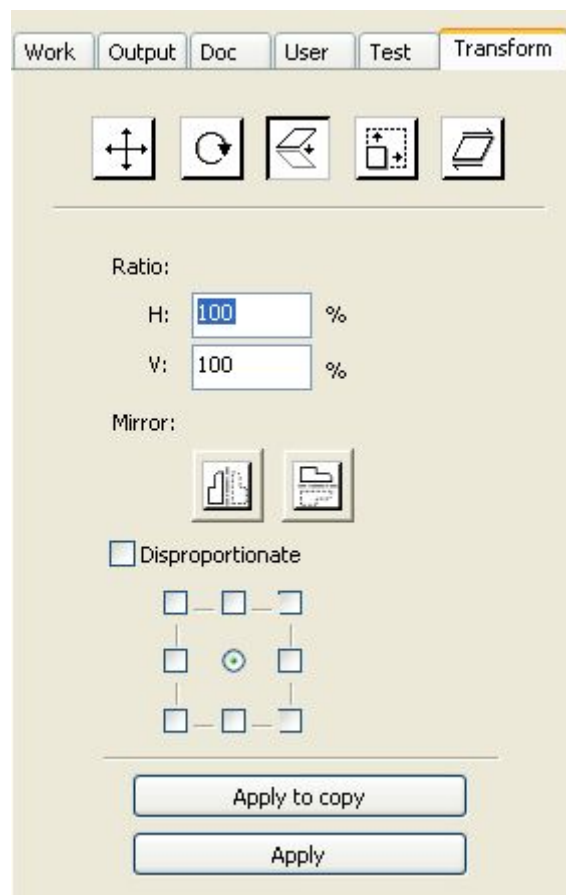 Work Output Doc User Test Transform
Ratio:
H: 100 %
V: 100 %
Mirror:
Disproportionate
Apply to copy
Apply